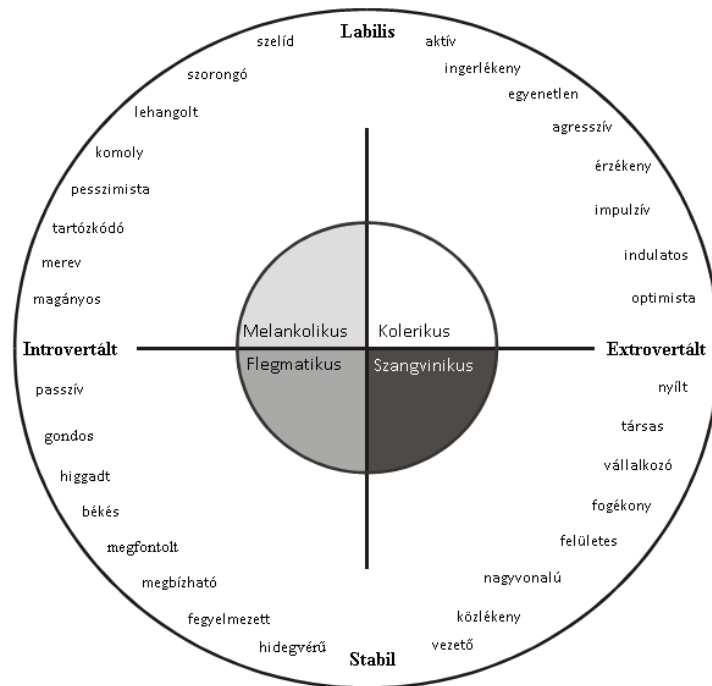 Labilis
szelíd
aktív
szorongó
ingerlékeny
egyenetlen
lehangolt
agresszív
komoly
érzékeny
pesszimista
impulzív
tartózkódó
indulatos
merev
magányos
optimista
Melankolikus
Kolerikus
Introvertált
Extrovertált
Flegmatikus
Szangvinikus
passzív
nyílt
gondos
társas
higgadt
vállalkozó
békés
fogékony
megfontolt
felületes
megbízható
nagyvonalú
fegyelmezett
közlékeny
hidegvérű
vezető
Stabil